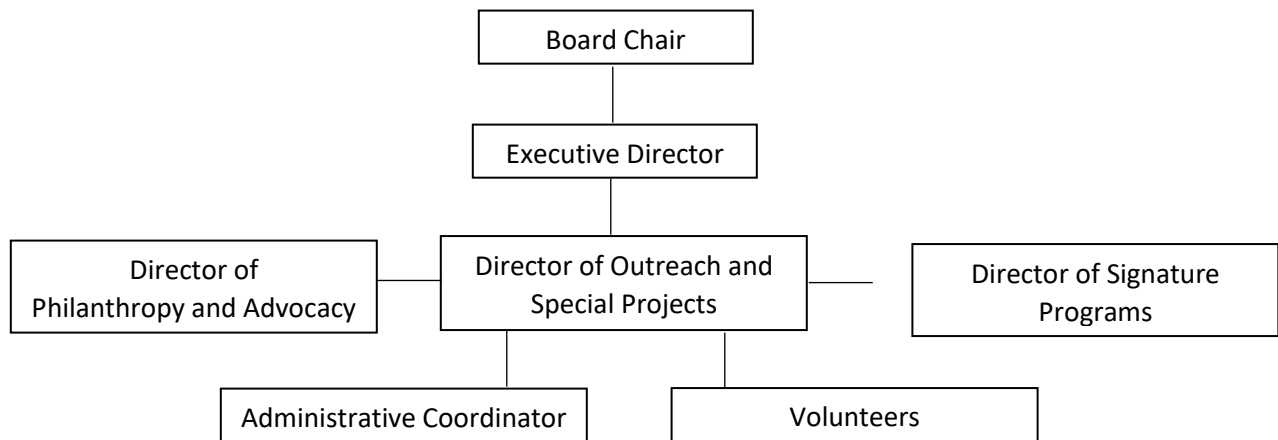 Board Chair
Executive Director
Director of
Philanthropy and Advocacy
Director of Outreach and
Special Projects
Director of Signature
Programs
Administrative Coordinator
Volunteers